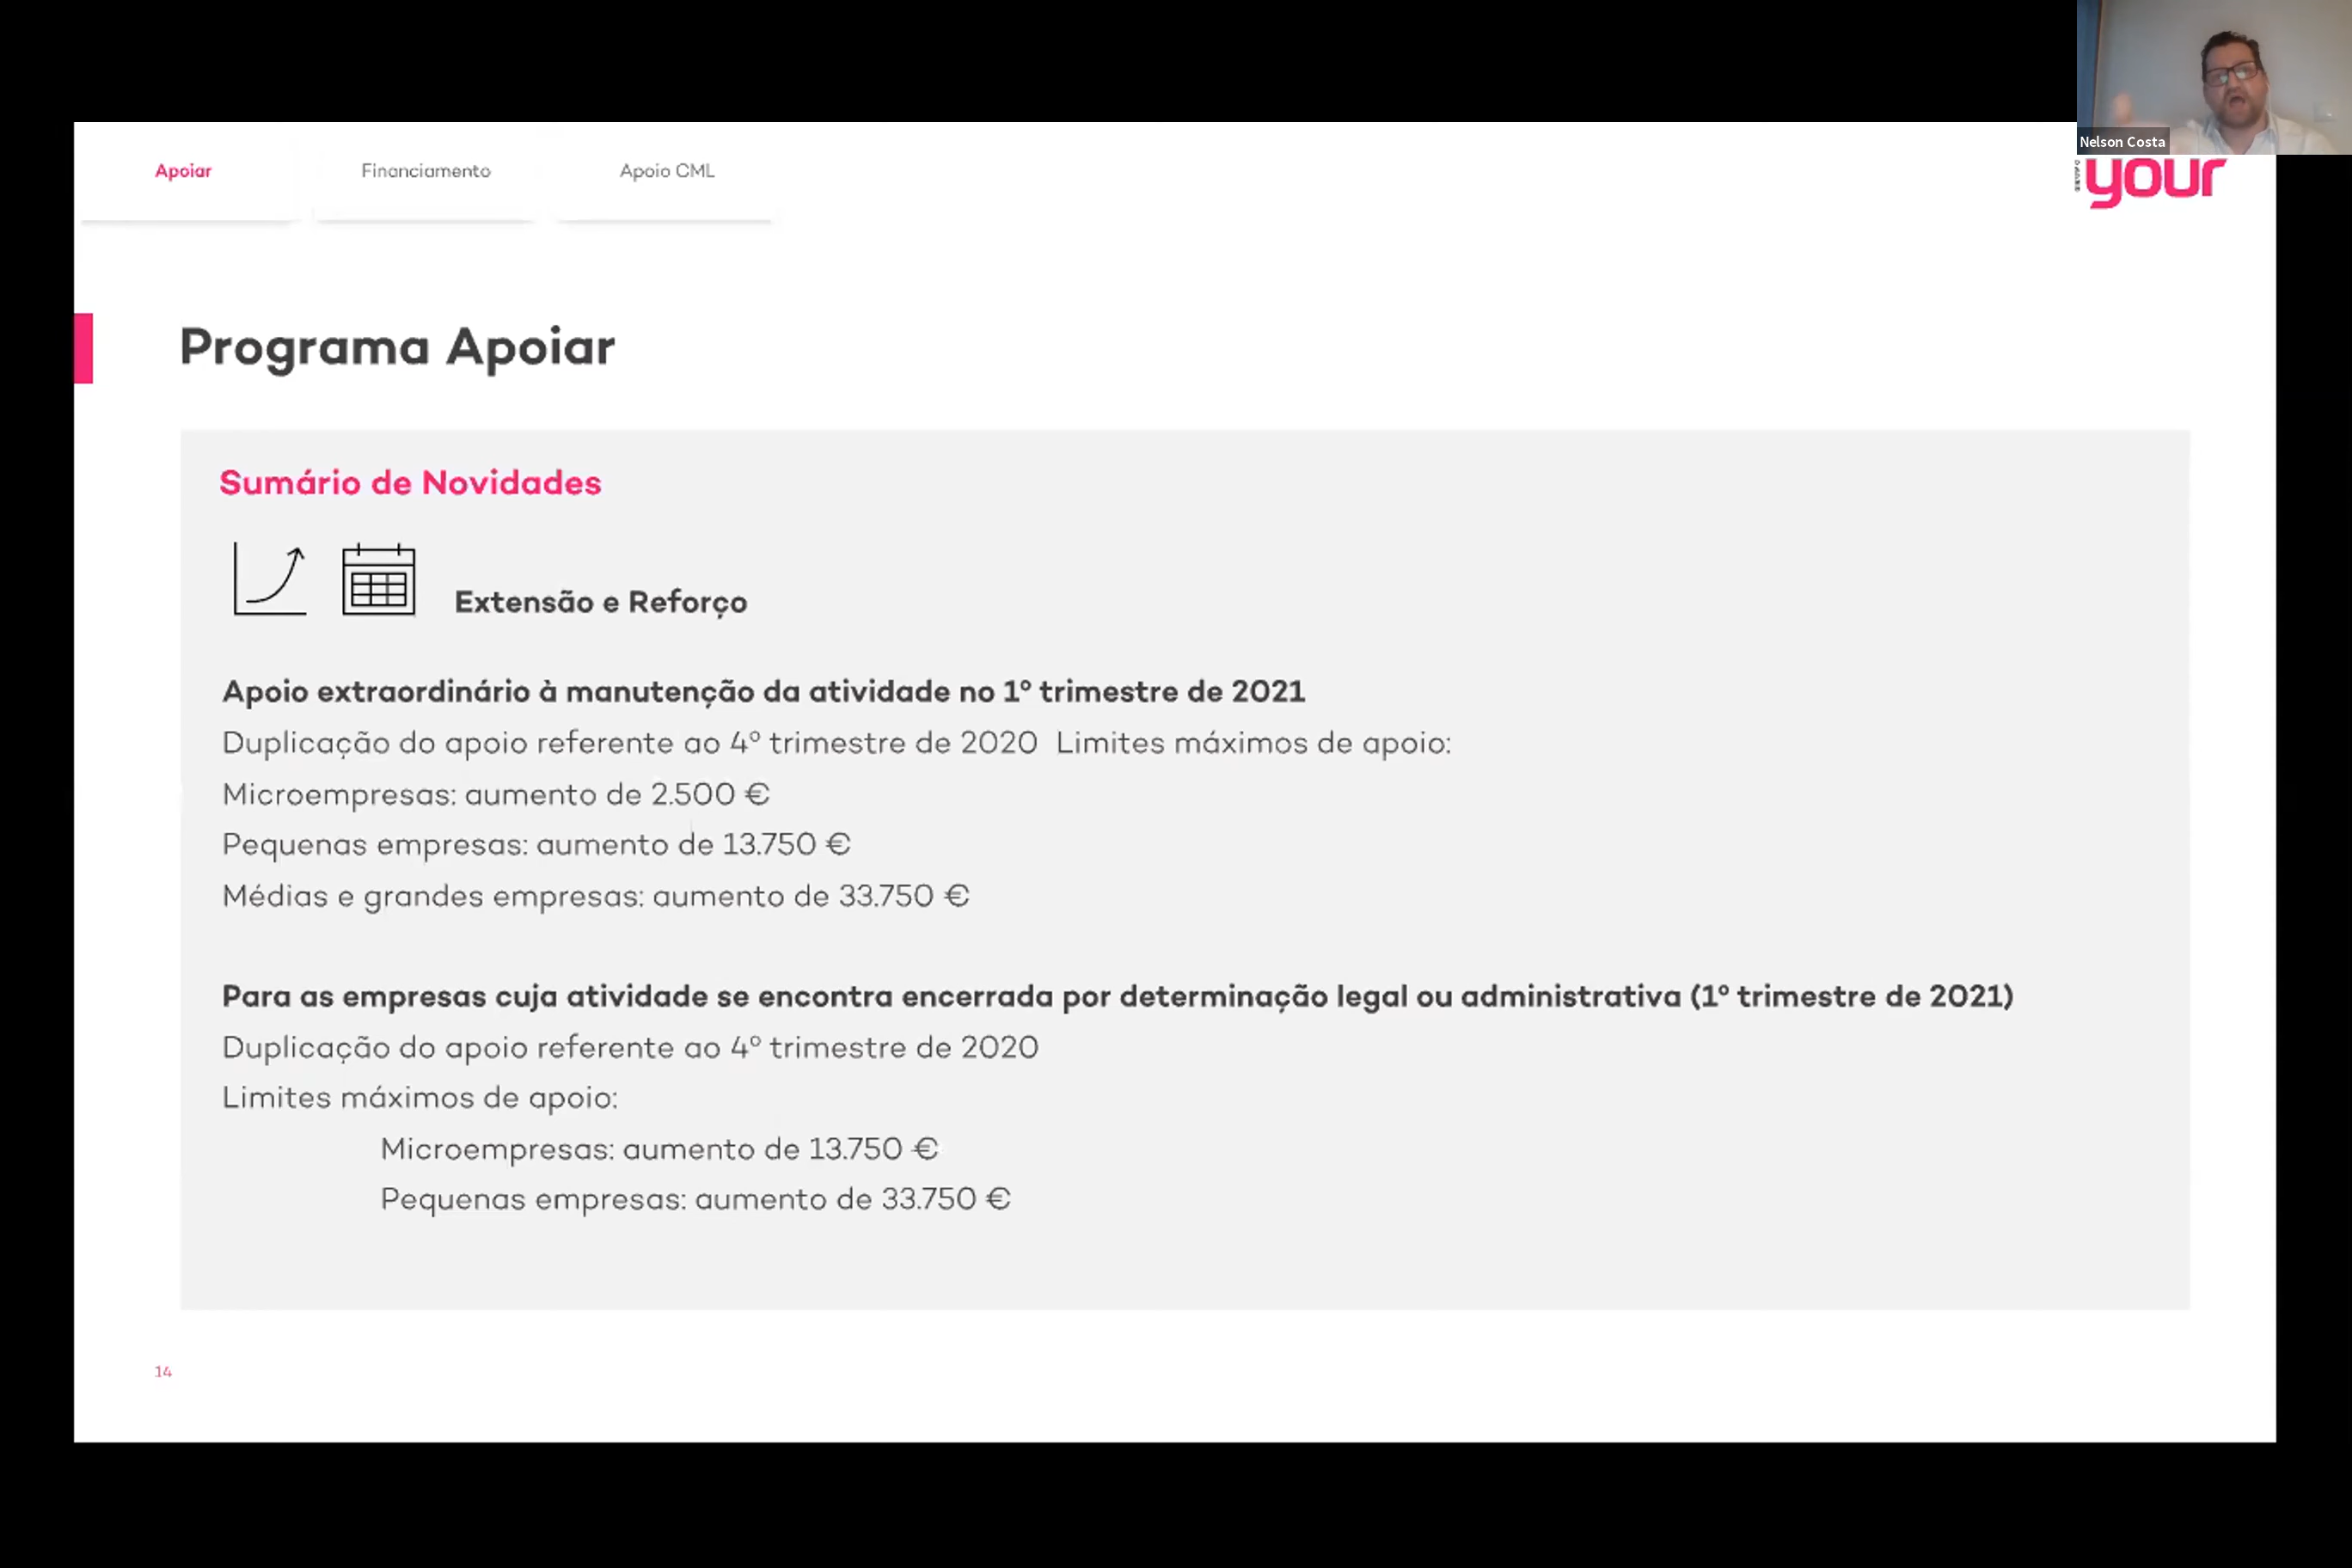 Nelson Costa
Apoiar
Financiamento
Apoio CML
your
Programa Apoiar
Sumário de Novidades
Extensão e Reforço
Apoio extraordinário à manutenção da atividade no 1º trimestre de 2021
Duplicação do apoio referente ao 4º trimestre de 2020  Limites máximos de apoio:
Microempresas: aumento de 2.500 €
Pequenas empresas: aumento de 13.750 €
Médias e grandes empresas: aumento de 33.750 €
Para as empresas cuja atividade se encontra encerrada por determinação legal ou administrativa (1º trimestre de 2021)
Duplicação do apoio referente ao 4º trimestre de 2020
Limites máximos de apoio:
Microempresas: aumento de 13.750 €
Pequenas empresas: aumento de 33.750 €
14